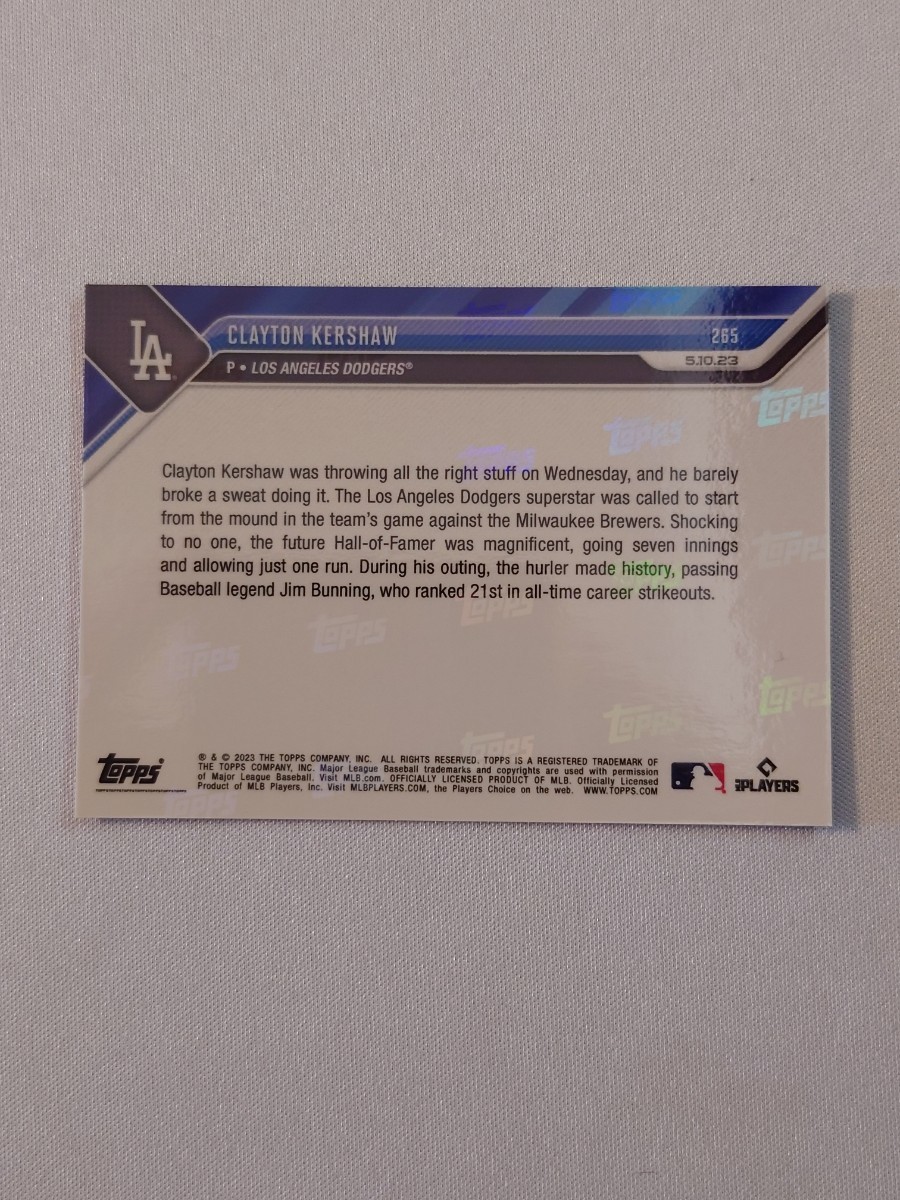 LA
CLAYTON KERSHAW
265
P • LOS ANGELES DODGERS®
5.10.23
Clayton Kershaw was throwing all the right stuff on Wednesday, and he barely
broke a sweat doing it. The Los Angeles Dodgers superstar was called to start
from the mound in the team's game against the Milwaukee Brewers. Shocking
to no one, the future Hall-of-Famer was magnificent, going seven innings
and allowing just one run. During his outing, the hurler made history, passing
Baseball legend Jim Bunning, who ranked 21st in all-time career strikeouts.
Topps
® & © 2023 THE TOPPS COMPANY, INC. ALL RIGHTS RESERVED. TOPPS IS A REGISTERED TRADEMARK OF
THE TOPPS COMPANY, INC. Major League Baseball trademarks and copyrights are used with permission
of Major League Baseball. Visit MLB.com. OFFICIALLY LICENSED PRODUCT OF MLB. Officially Licensed
Product of MLB Players, Inc. Visit MLBPLAYERS.COM, the Players Choice on the web. WWW.TOPPS.COM
PLAYERS